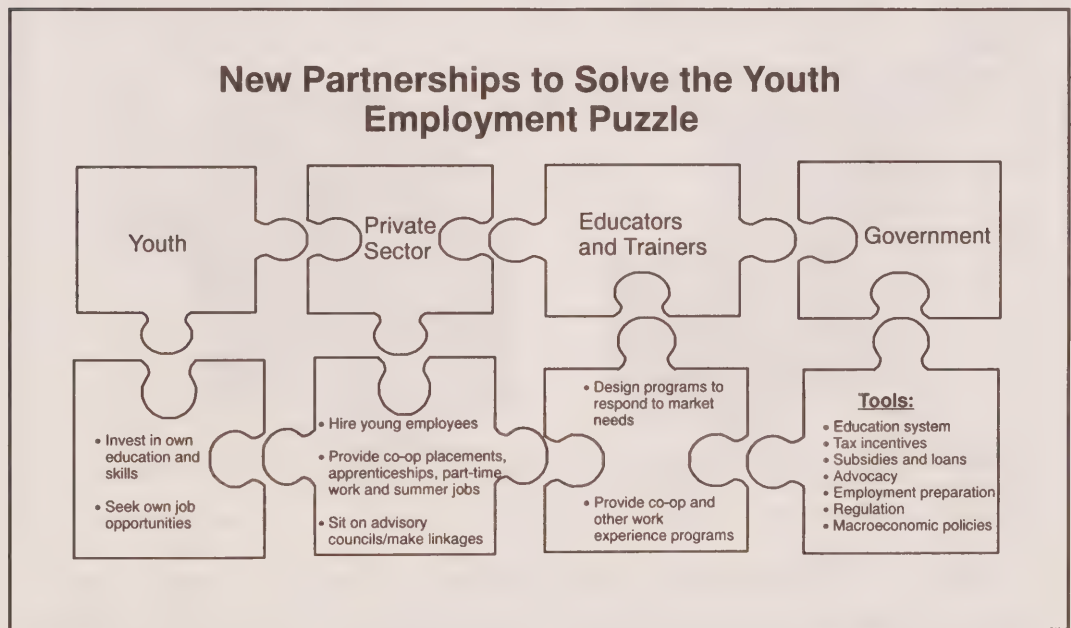 New Partnerships to Solve the Youth
Employment Puzzle
Youth
Private
Sector
Educators
and Trainers
Government
• Invest in own
education and
skills
• Seek own job
opportunities
• Hire young employees
• Provide co-op placements,
apprenticeships, part-time
work and summer jobs
• Sit on advisory
councils/make linkages
• Design programs to
respond to market
needs
• Provide co-op and
other work
experience programs
Tools:
• Education system
• Tax incentives
• Subsidies and loans
• Advocacy
• Employment preparation
• Regulation
• Macroeconomic policies